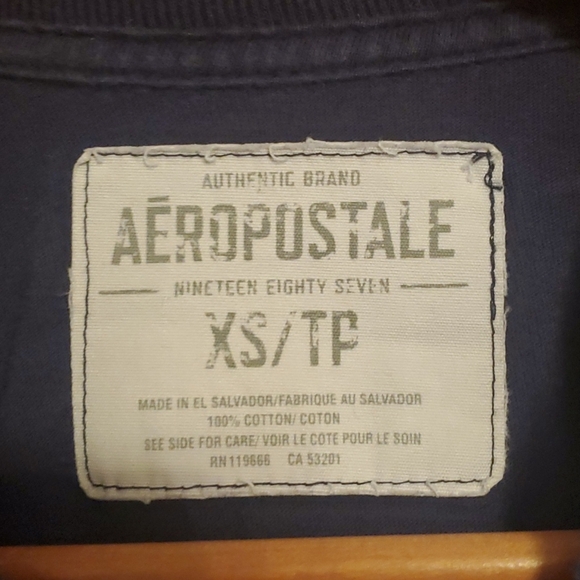 AUTHENTIC BRAND
AÉROPOSTALE
NINETEEN EIGHTY SEVEN
XS/TP
MADE IN EL SALVADOR/FABRIQUE AU SALVADOR
100% COTTON/ COTON
SEE SIDE FOR CARE/ VOIR LE COTE POUR LE SOIN
RN 119666 CA 53201